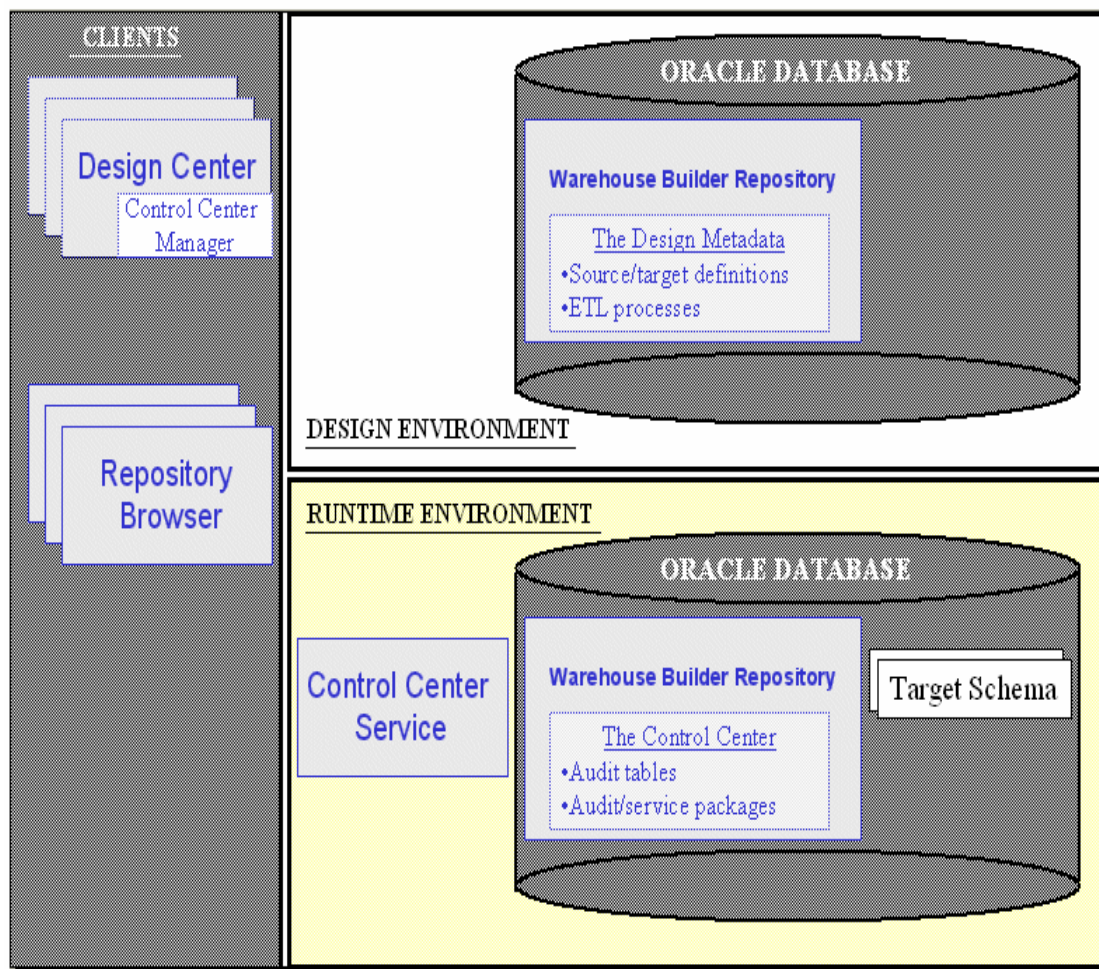 CLIENTS
Design Center
Control Center
Manager
Repository
Browser
ORACLE DATABASE
Warehouse Builder Repository
The Design Metadata
•Source/target definitions
•ETL processes
DESIGN ENVIRONMENT
RUNTIME ENVIRONMENT
ORACLE DATABASE
Control Center
Service
Warehouse Builder Repository
The Control Center
•Audit tables
•Audit/service packages
Target Schema